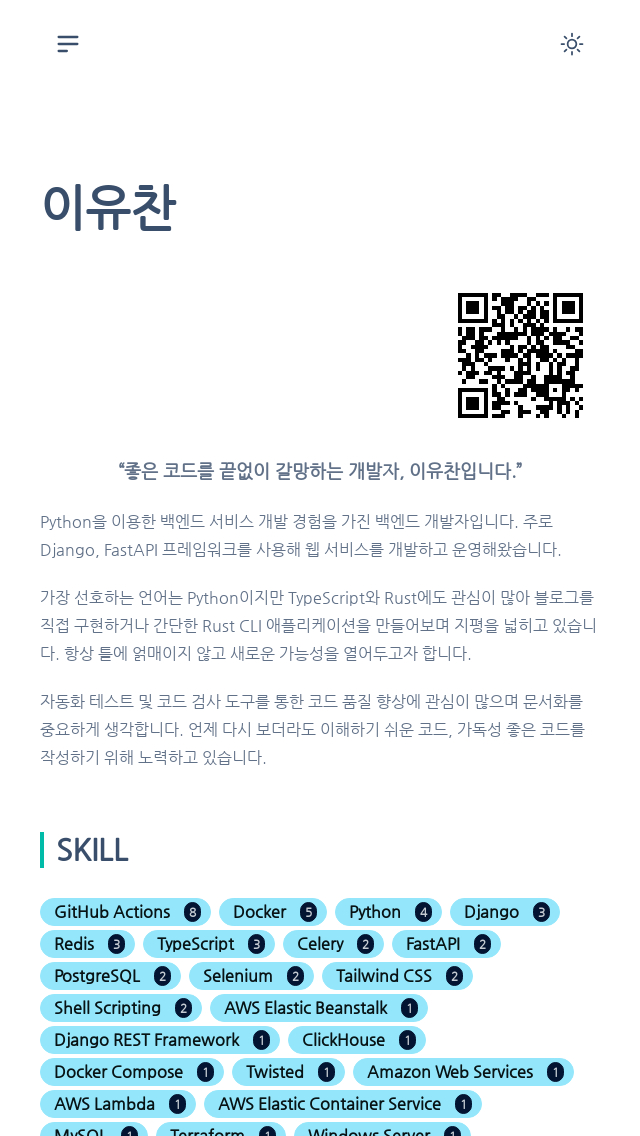 이유찬
“좋은 코드를 끝없이 갈망하는 개발자, 이유찬입니다.”
Python을 이용한 백엔드 서비스 개발 경험을 가진 백엔드 개발자입니다. 주로
Django, FastAPI 프레임워크를 사용해 웹 서비스를 개발하고 운영해왔습니다.
가장 선호하는 언어는 Python이지만 TypeScript와 Rust에도 관심이 많아 블로그를
직접 구현하거나 간단한 Rust CLI 애플리케이션을 만들어보며 지평을 넓히고 있습니
다. 항상 틀에 얽매이지 않고 새로운 가능성을 열어두고자 합니다.
자동화 테스트 및 코드 검사 도구를 통한 코드 품질 향상에 관심이 많으며 문서화를
중요하게 생각합니다. 언제 다시 보더라도 이해하기 쉬운 코드, 가독성 좋은 코드를
작성하기 위해 노력하고 있습니다.
SKILL
GitHub Actions 8 Docker 5 Python 4 Django 3
Redis 3 TypeScript 3 Celery 2 FastAPI 2
PostgreSQL 2 Selenium 2 Tailwind CSS 2
Shell Scripting 2 AWS Elastic Beanstalk 1
Django REST Framework 1 ClickHouse 1
Docker Compose 1 Twisted 1 Amazon Web Services 1
AWS Lambda 1 AWS Elastic Container Service 1
MySQL 1 Terraform 1 Windows Server 1